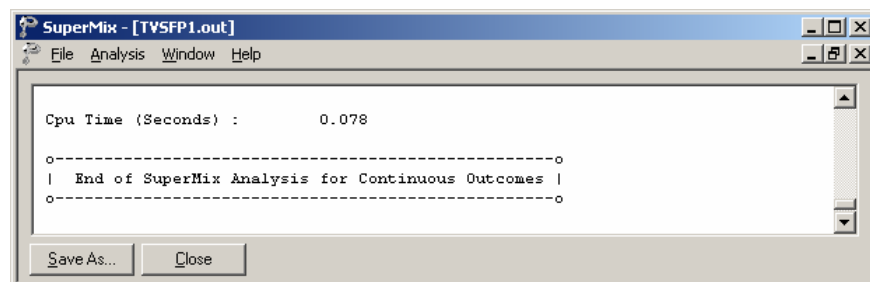 SuperMix - [TVSFP1.out]
File Analysis Window Help
Cpu Time (Seconds) : 0.078
o---------------------------------------------------o
| End of SuperMix Analysis for Continuous Outcomes |
o---------------------------------------------------o
Save As... Close